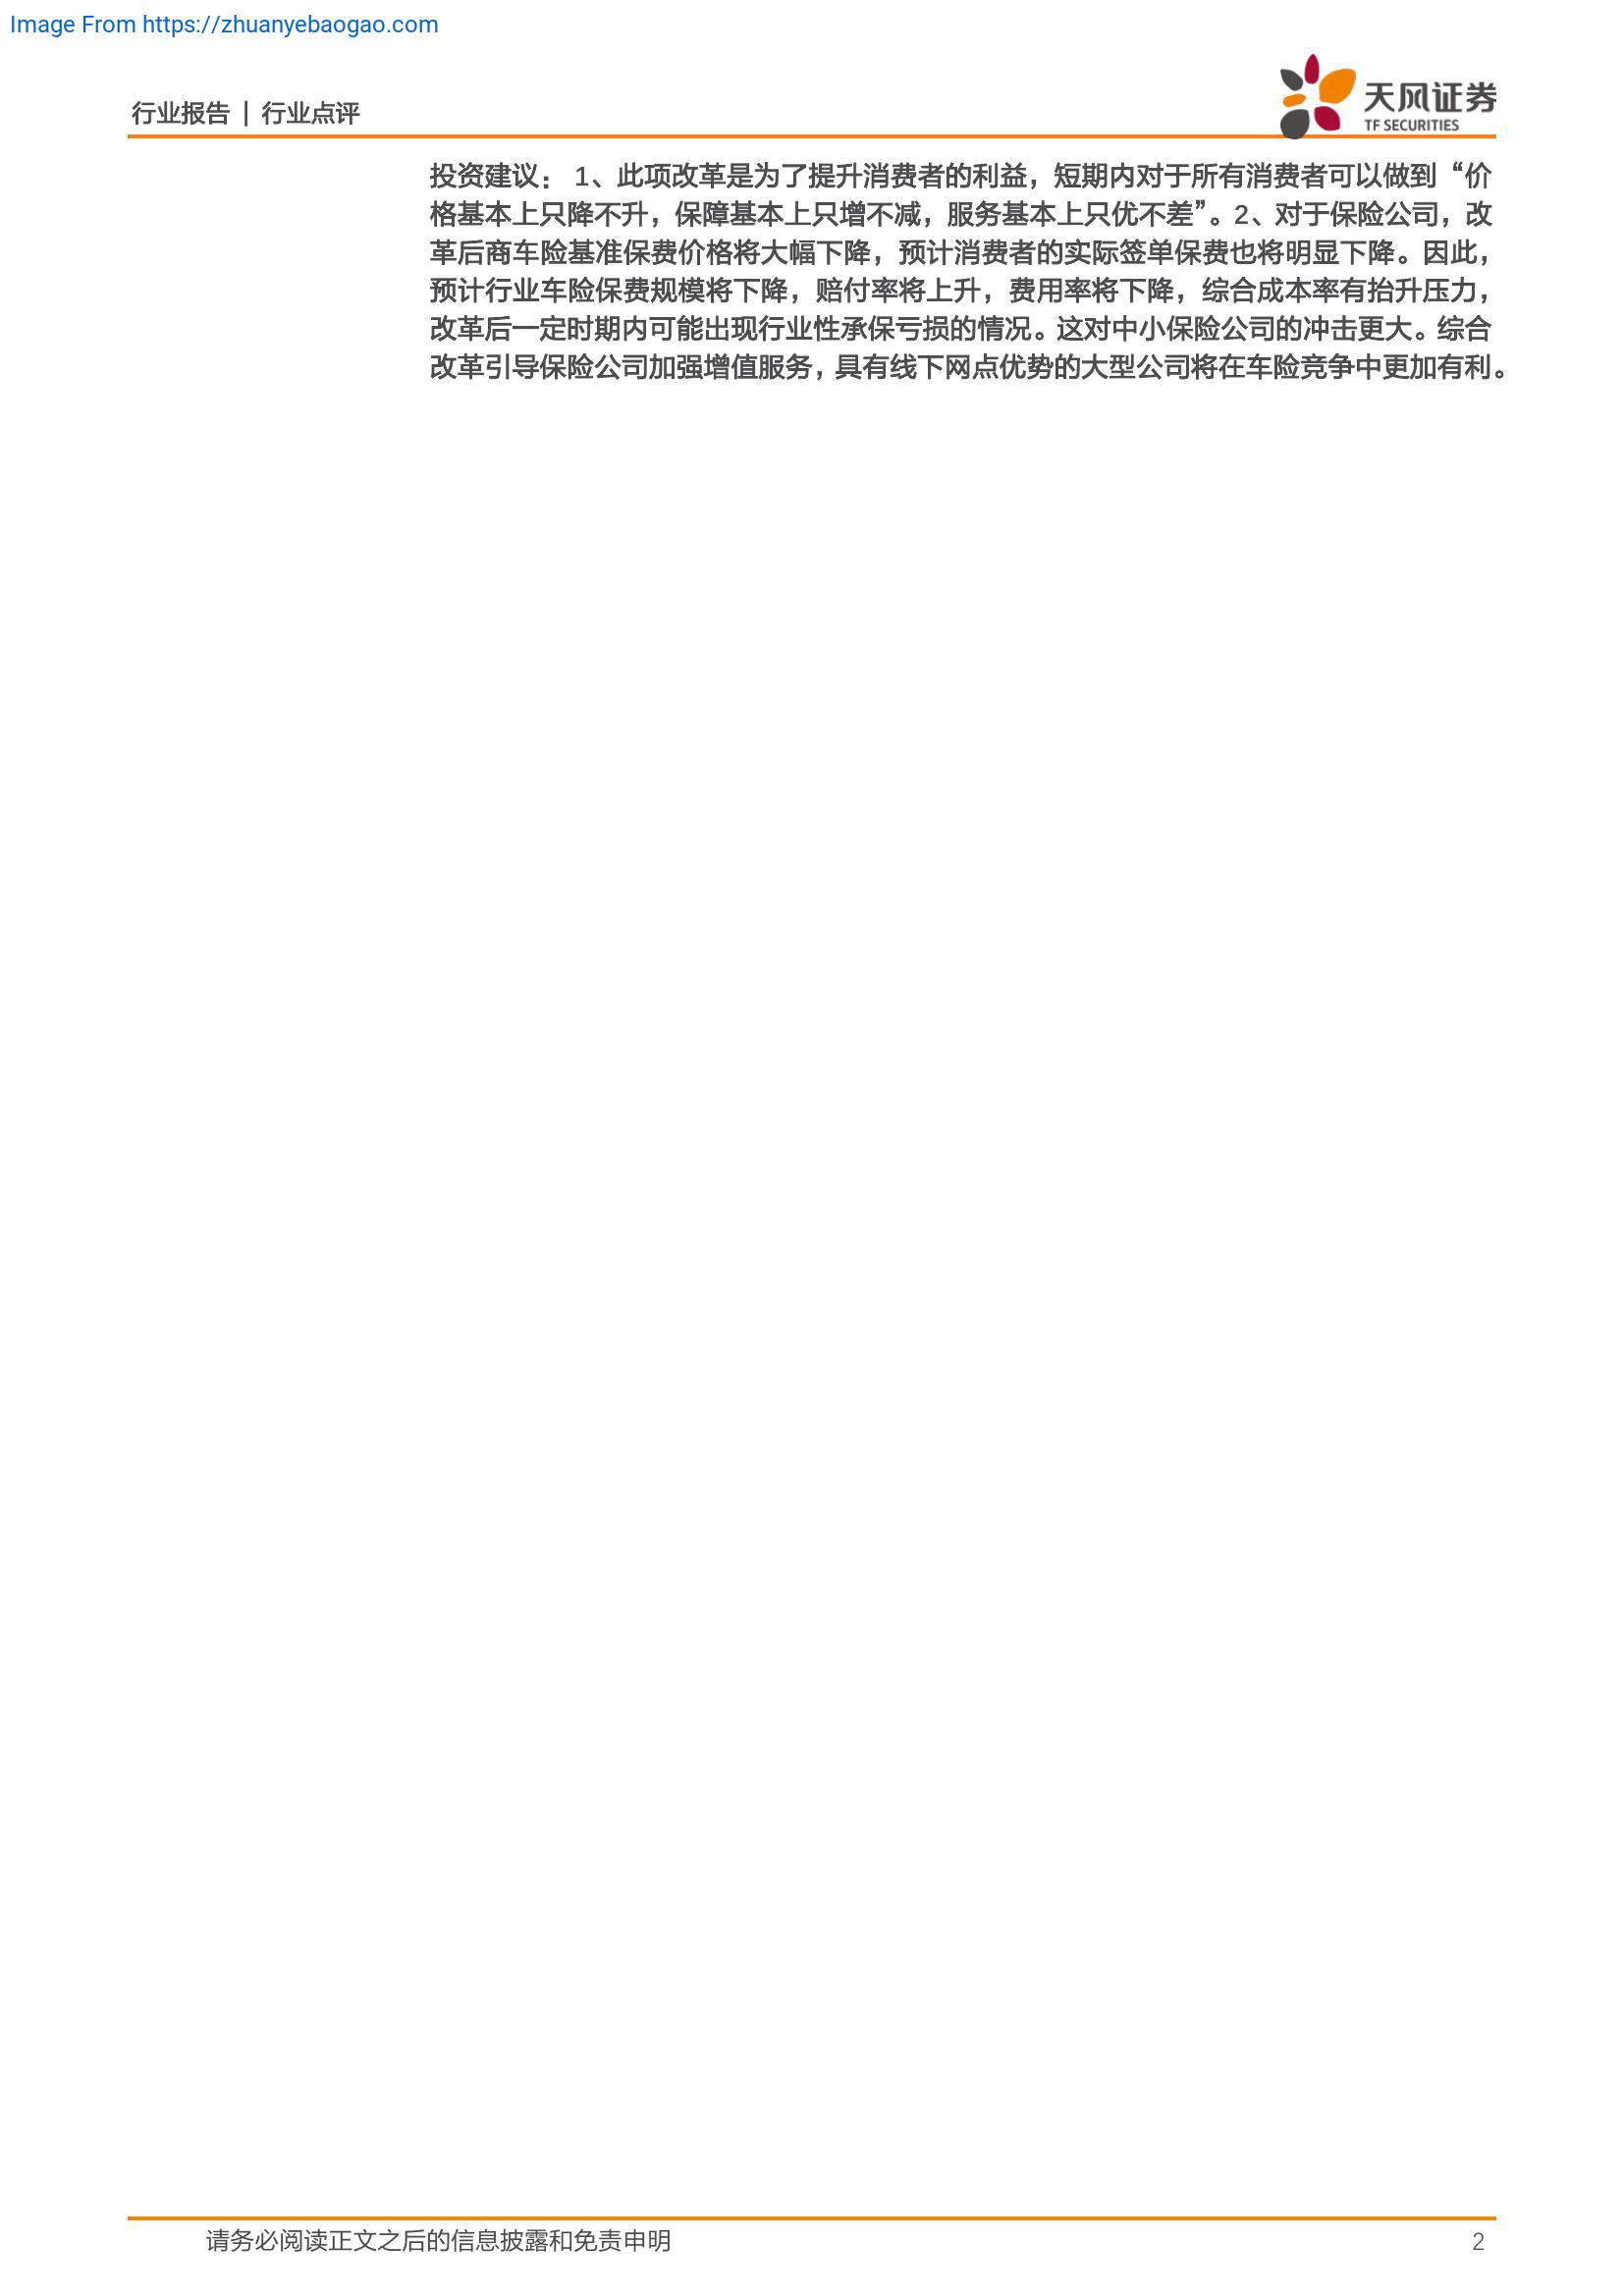 Image From https://zhuanyebaogao.com
行业报告 | 行业点评
天风证券
TF SECURITIES
投资建议： 1、此项改革是为了提升消费者的利益，短期内对于所有消费者可以做到“价
格基本上只降不升，保障基本上只增不减，服务基本上只优不差”。2、对于保险公司，改
革后商车险基准保费价格将大幅下降，预计消费者的实际签单保费也将明显下降。因此，
预计行业车险保费规模将下降，赔付率将上升，费用率将下降，综合成本率有抬升压力，
改革后一定时期内可能出现行业性承保亏损的情况。这对中小保险公司的冲击更大。综合
改革引导保险公司加强增值服务，具有线下网点优势的大型公司将在车险竞争中更加有利。
请务必阅读正文之后的信息披露和免责申明
2